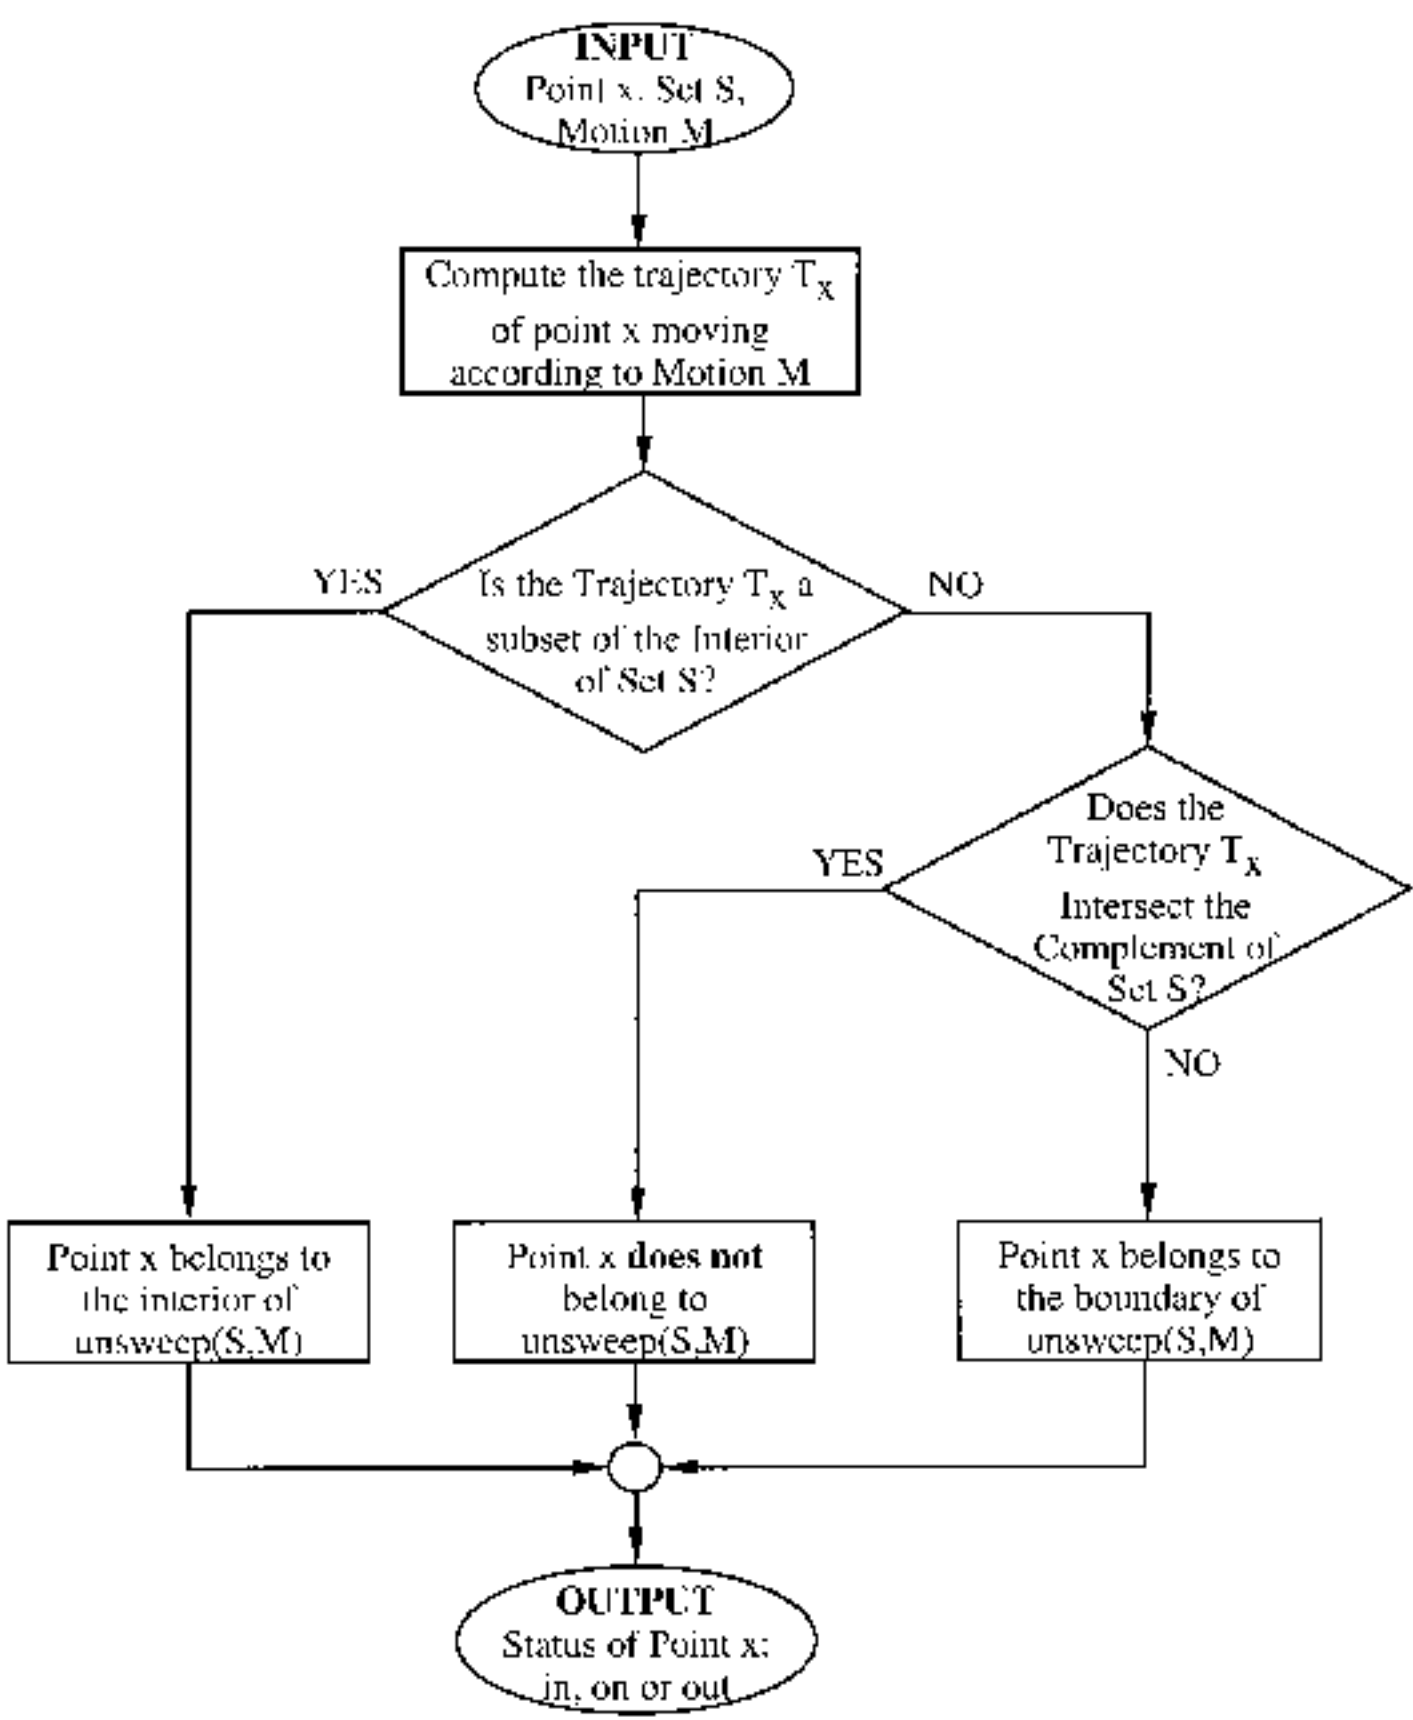 INPUT
Point x, Set S,
Motion M
Compute the trajectory Tx
of point x moving
according to Motion M
YES
Is the Trajectory Tx a
subset of the Interior
of Set S?
NO
Does the
Trajectory Tx
Intersect the
Complement of
Set S?
YES
NO
Point x belongs to
the interior of
unsweep(S,M)
Point x does not
belong to
unsweep(S,M)
Point x belongs to
the boundary of
unsweep(S,M)
OUTPUT
Status of Point x:
in, on or out